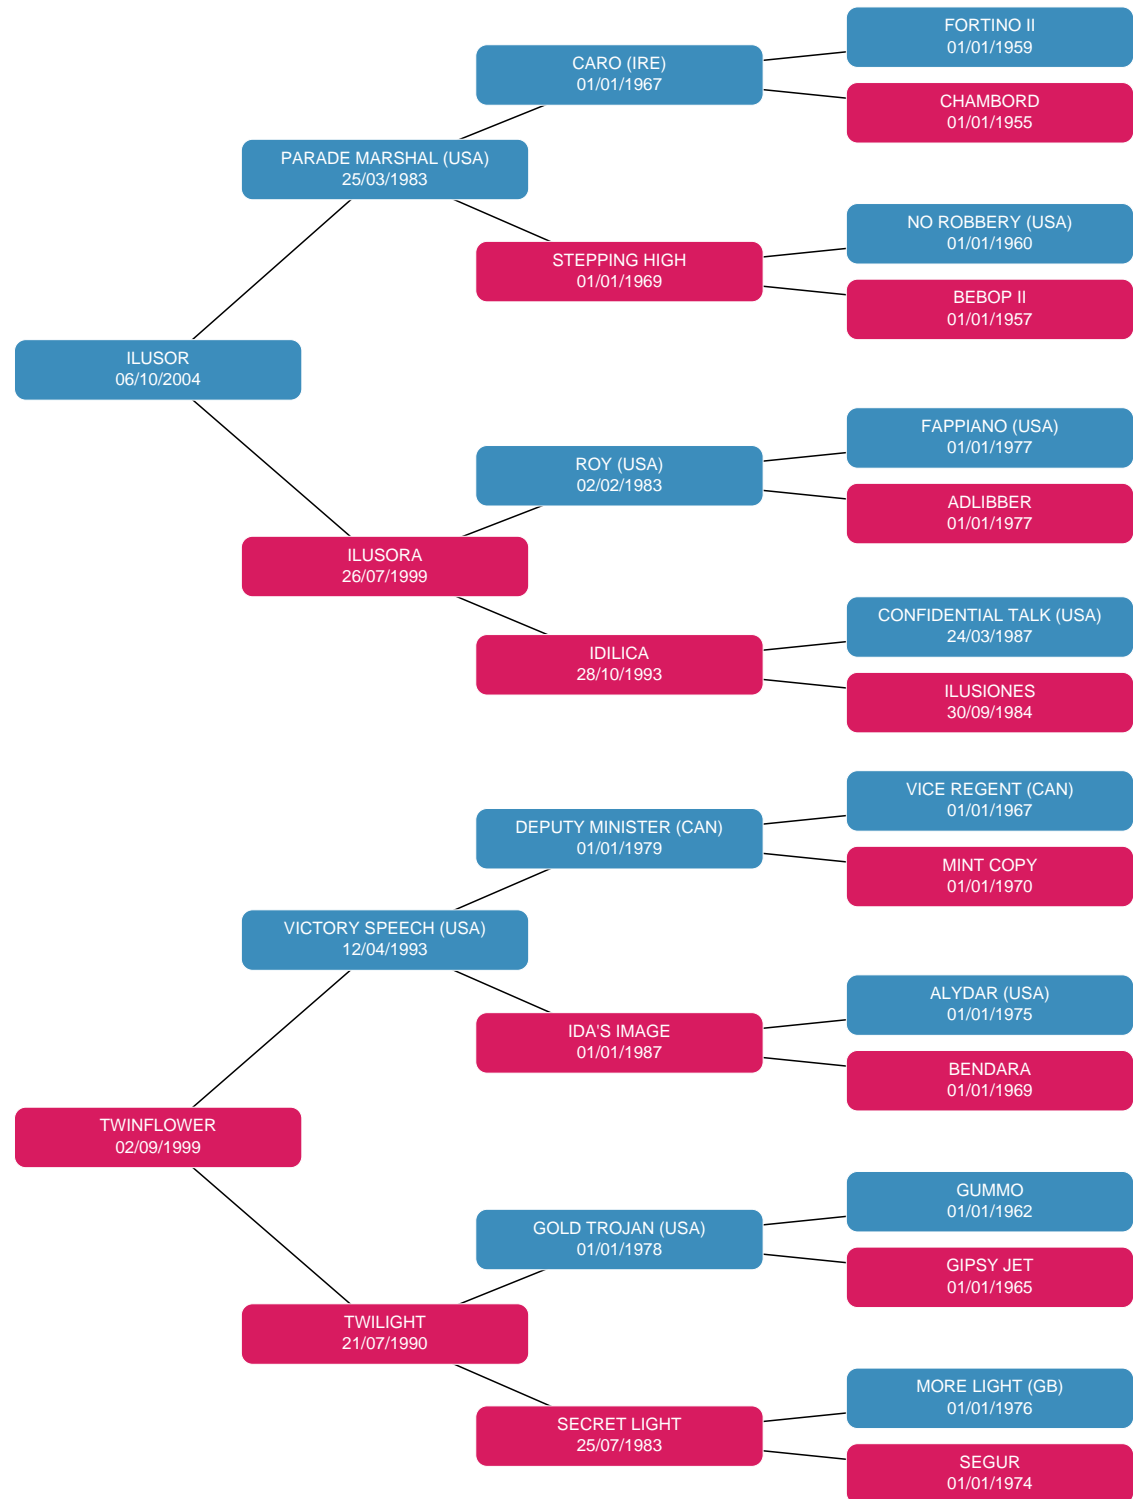 FORTINO II
01/01/1959
CARO (IRE)
01/01/1967
CHAMBORD
01/01/1955
PARADE MARSHAL (USA)
25/03/1983
NO ROBBERY (USA)
01/01/1960
STEPPING HIGH
01/01/1969
BEBOP II
01/01/1957
ILUSOR
06/10/2004
FAPPIANO (USA)
01/01/1977
ROY (USA)
02/02/1983
ADLIBBER
01/01/1977
ILUSORA
26/07/1999
CONFIDENTIAL TALK (USA)
24/03/1987
IDILICA
28/10/1993
ILUSIONES
30/09/1984
VICE REGENT (CAN)
01/01/1967
DEPUTY MINISTER (CAN)
01/01/1979
MINT COPY
01/01/1970
VICTORY SPEECH (USA)
12/04/1993
ALYDAR (USA)
01/01/1975
IDA'S IMAGE
01/01/1987
BENDARA
01/01/1969
TWINFLOWER
02/09/1999
GUMMO
01/01/1962
GOLD TROJAN (USA)
01/01/1978
GIPSY JET
01/01/1965
TWILIGHT
21/07/1990
MORE LIGHT (GB)
01/01/1976
SECRET LIGHT
25/07/1983
SEGUR
01/01/1974